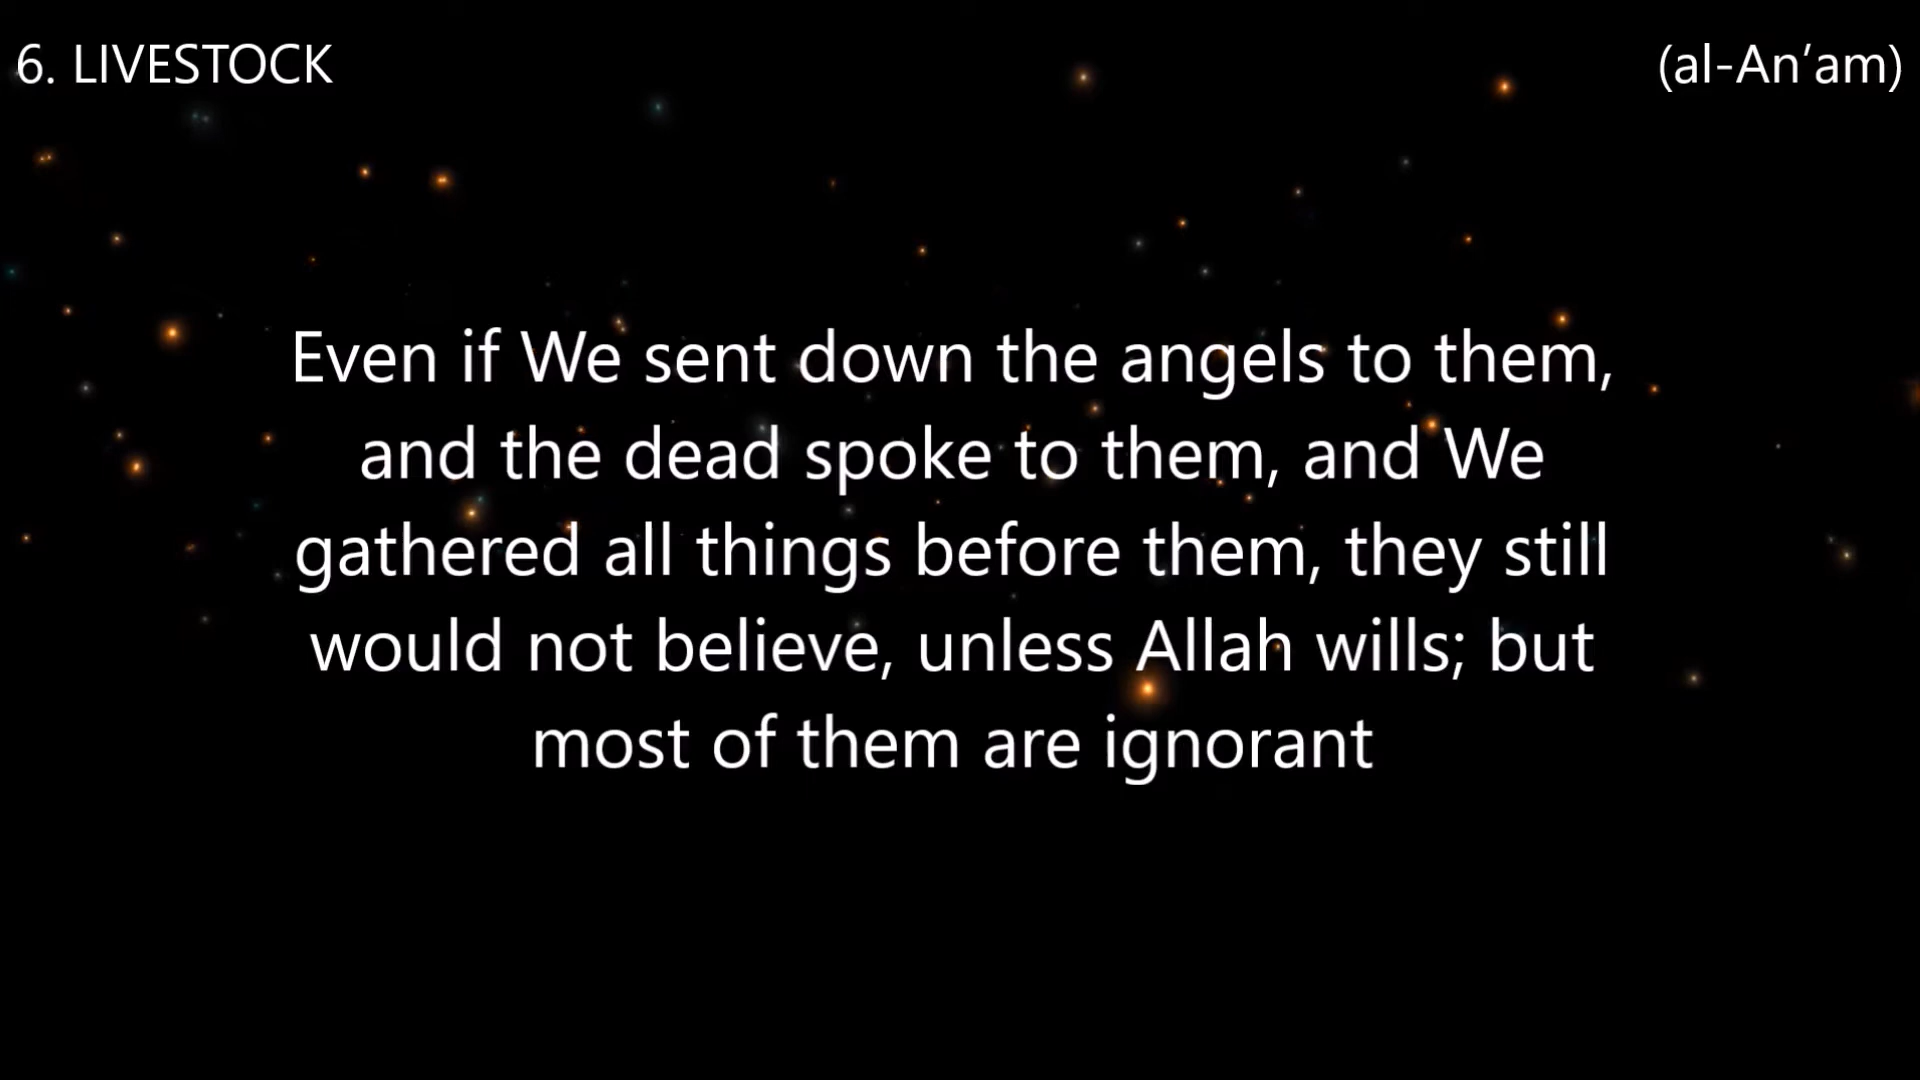 6. LIVESTOCK
(al-An’am)
Even if We sent down the angels to them,
and the dead spoke to them, and We
gathered all things before them, they still
would not believe, unless Allah wills; but
most of them are ignorant